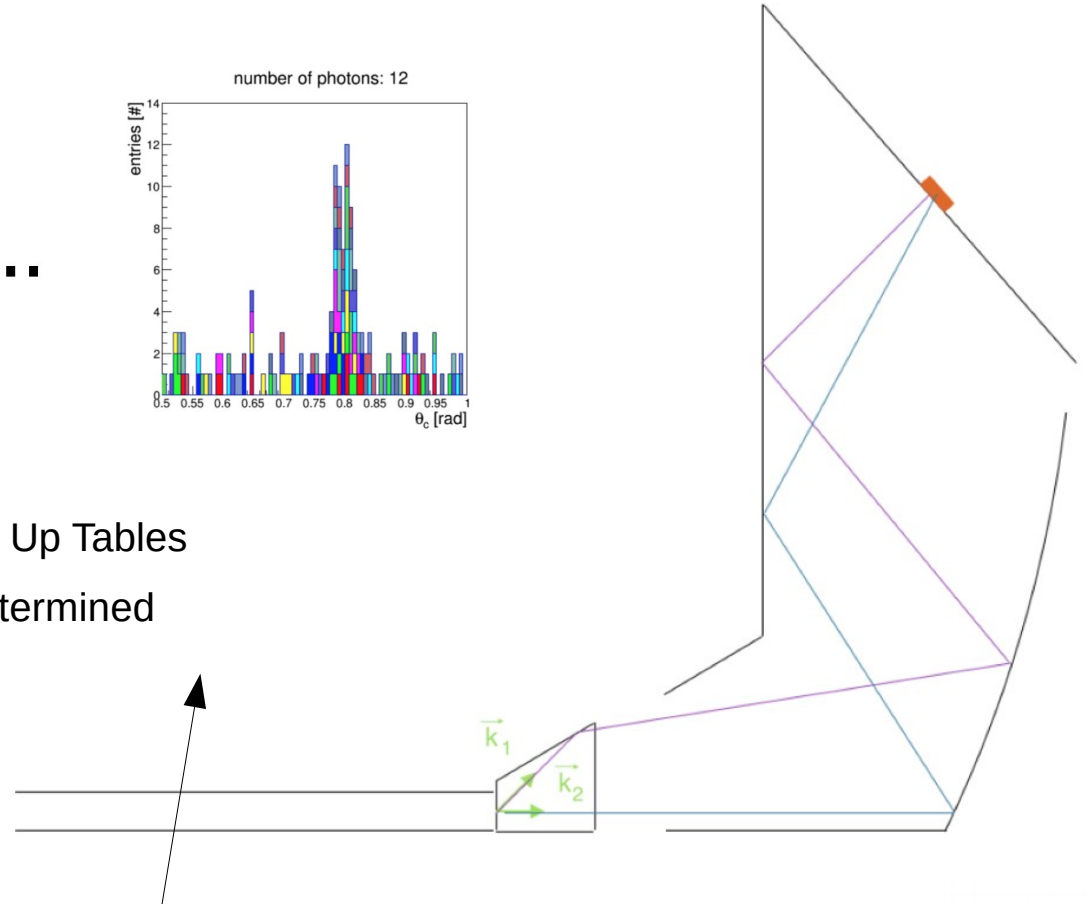 number of photons: 12
entries [#]
14
12
10
8
6
4
2
0
0.5 0.55 0.6 0.65 0.7 0.75 0.8 0.85 0.9 0.95 1
θc [rad]
..
Up Tables
termined
k1
k2